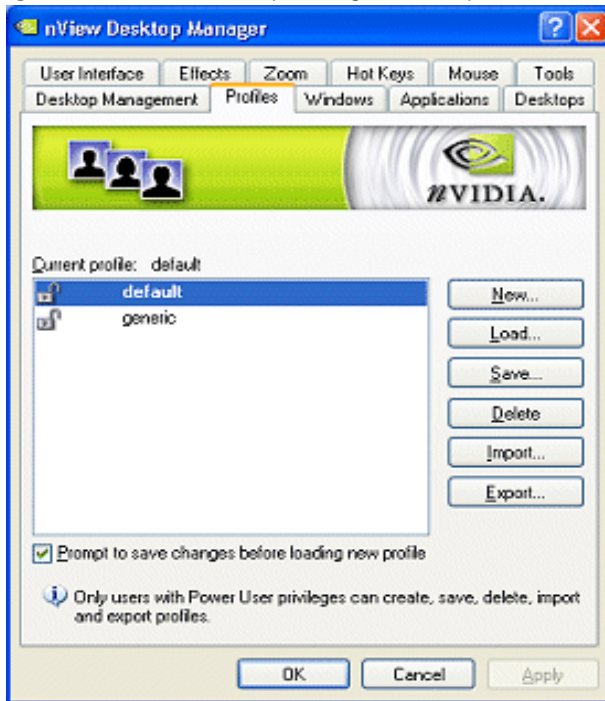 nView Desktop Manager
User Interface Effects Zoom Hot Keys Mouse Tools
Desktop Management Profiles Windows Applications Desktops
nVIDIA.
Current profile: default
default
generic
New...
Load...
Save...
Delete
Import...
Export...
Prompt to save changes before loading new profile
Only users with Power User privileges can create, save, delete, import
and export profiles.
OK Cancel Apply